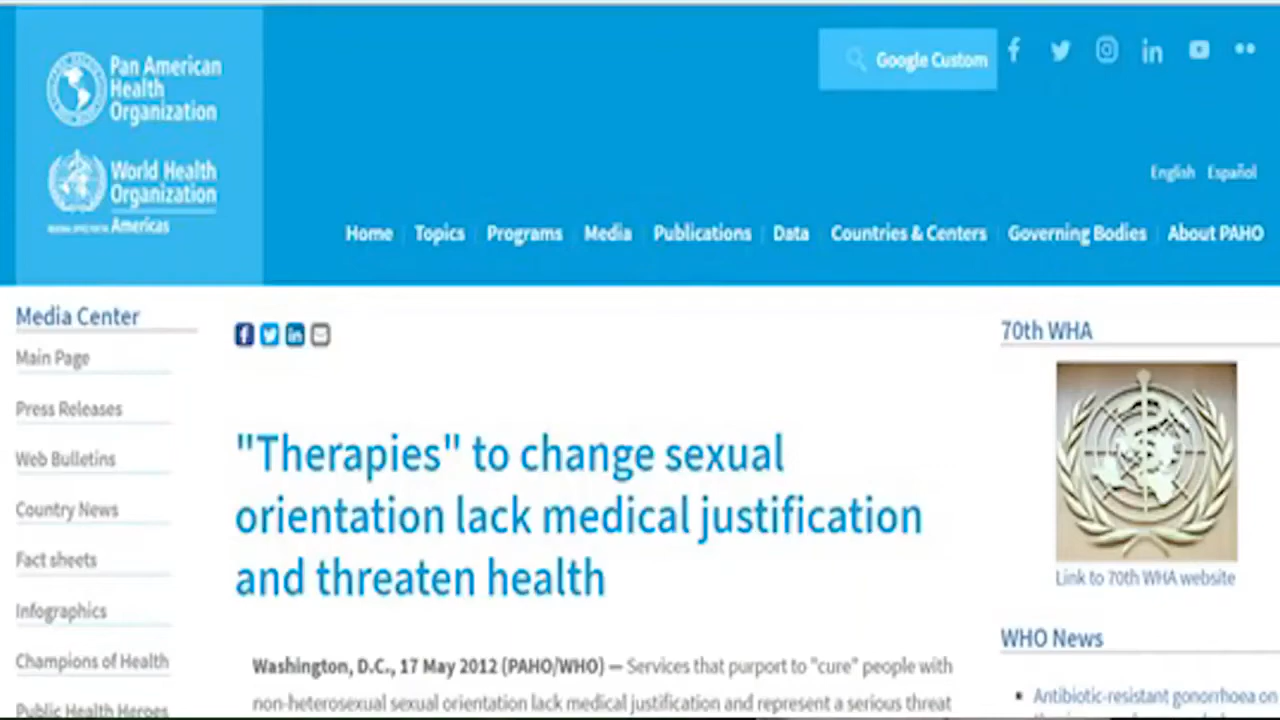 Pan American
Health
Organization
World Health
Organization
Americas
Google Custom
English Español
Home Topics Programs Media Publications Data Countries & Centers Governing Bodies About PAHO
Media Center
Main Page
Press Releases
Web Bulletins
Country News
Fact sheets
Infographics
Champions of Health
Public Health Heroes
"Therapies" to change sexual
orientation lack medical justification
and threaten health
Washington, D.C., 17 May 2012 (PAHO/WHO) — Services that purport to "cure" people with
non-heterosexual sexual orientation lack medical justification and represent a serious threat
70th WHA
Link to 70th WHA website
WHO News
Antibiotic-resistant gonorrhoea on